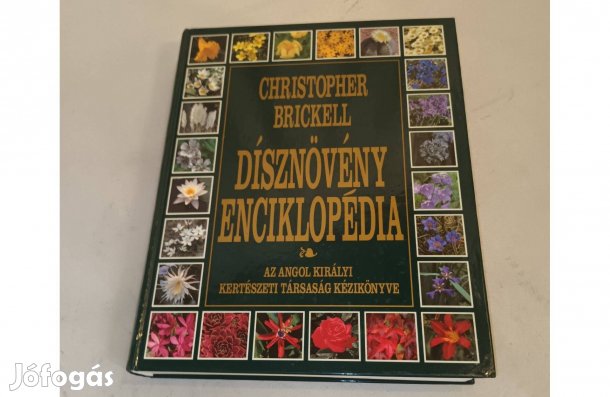 CHRISTOPHER
BRICKELL
DÍSZNÖVÉNY
ENCIKLOPÉDIA
AZ ANGOL KIRÁLYI
KERTÉSZETI TÁRSASÁG KÉZIKÖNYVE
Jófogás